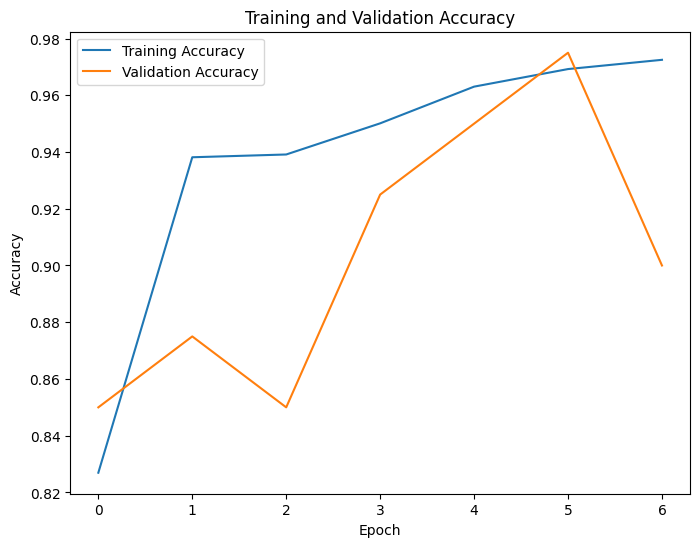 Training and Validation Accuracy
Training Accuracy
Validation Accuracy
0.98
0.96
0.94
0.92
0.90
0.88
0.86
0.84
0.82
Accuracy
0 1 2 3 4 5 6
Epoch